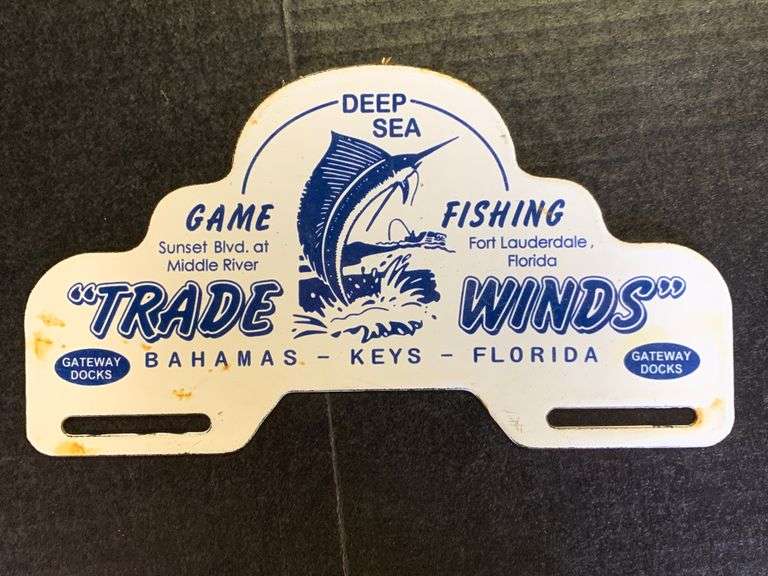 DEEP
SEA
GAME FISHING
Sunset Blvd. at
Middle River
Fort Lauderdale,
Florida
"TRADE WINDS"
GATEWAY
DOCKS
BAHAMAS - KEYS - FLORIDA
GATEWAY
DOCKS